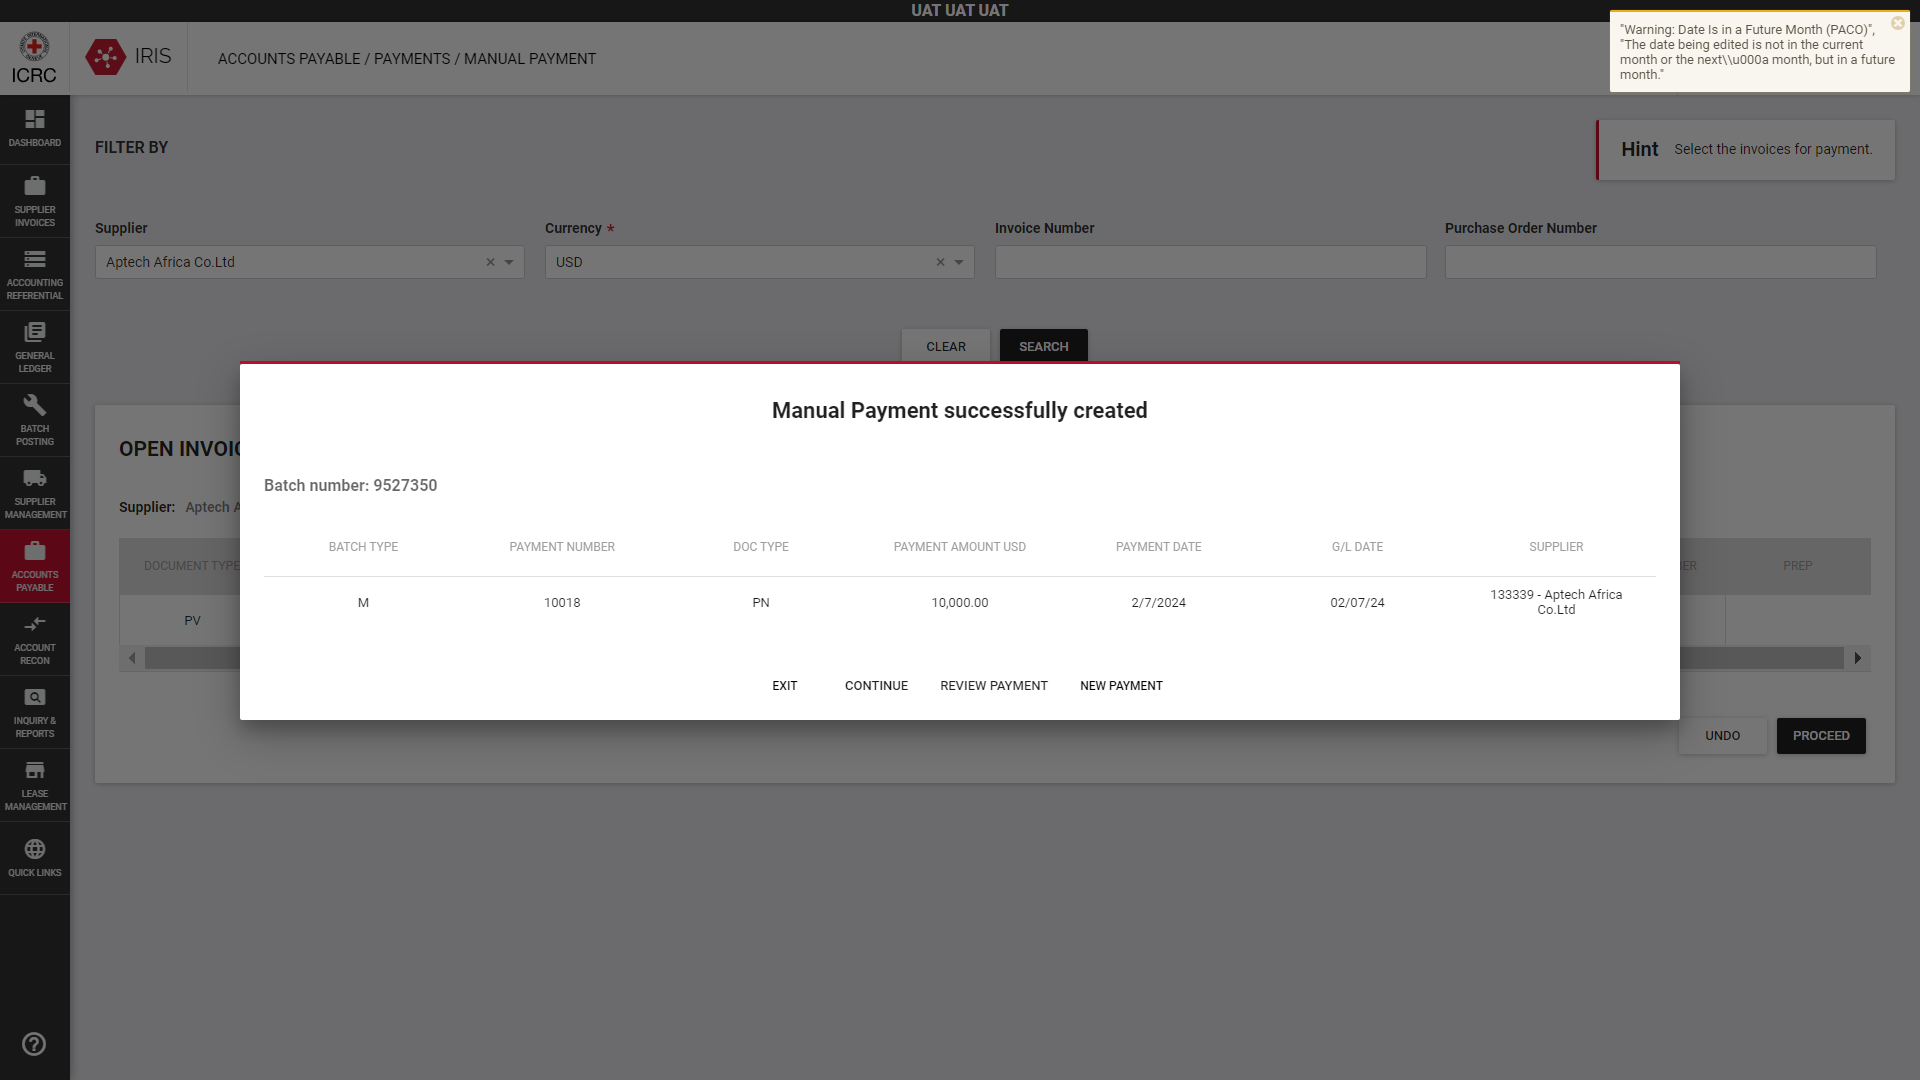 UAT UAT UAT
"Warning: Date Is in a Future Month (PACO)",
"The date being edited is not in the current
month or the next\\u000a month, but in a future
month."
ICRC
IRIS
ACCOUNTS PAYABLE / PAYMENTS / MANUAL PAYMENT
DASHBOARD
SUPPLIER
INVOICES
ACCOUNTING
REFERENTIAL
GENERAL
LEDGER
BATCH
POSTING
SUPPLIER
MANAGEMENT
ACCOUNTS
PAYABLE
ACCOUNT
RECON
INQUIRY &
REPORTS
LEASE
MANAGEMENT
QUICK LINKS
FILTER BY
Hint Select the invoices for payment.
Supplier Currency * Invoice Number Purchase Order Number
Aptech Africa Co.Ltd USD
CLEAR SEARCH
OPEN INVOIC
Supplier: Aptech A
DOCUMENT TYPE ER PREP
PV
Manual Payment successfully created
Batch number: 9527350
BATCH TYPE PAYMENT NUMBER DOC TYPE PAYMENT AMOUNT USD PAYMENT DATE G/L DATE SUPPLIER
M 10018 PN 10,000.00 2/7/2024 02/07/24 133339 - Aptech Africa
Co.Ltd
EXIT CONTINUE REVIEW PAYMENT NEW PAYMENT
UNDO PROCEED